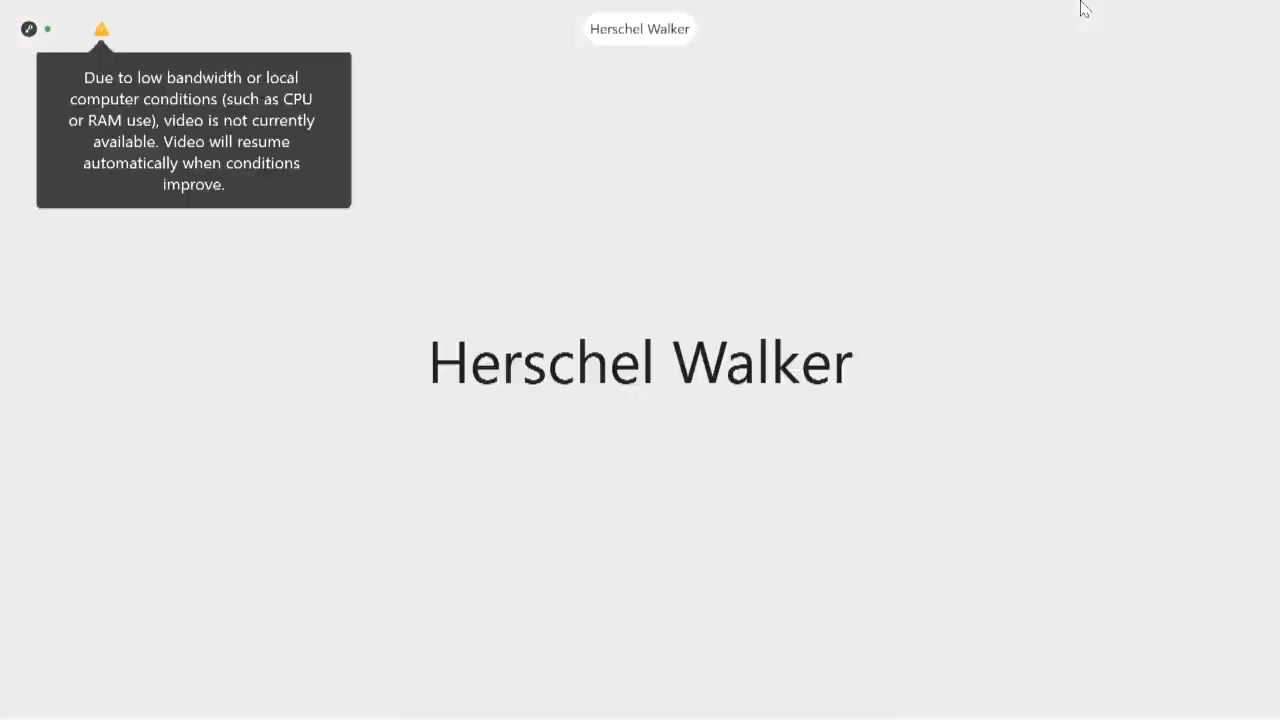 Herschel Walker
Due to low bandwidth or local
computer conditions (such as CPU
or RAM use), video is not currently
available. Video will resume
automatically when conditions
improve.
Herschel Walker